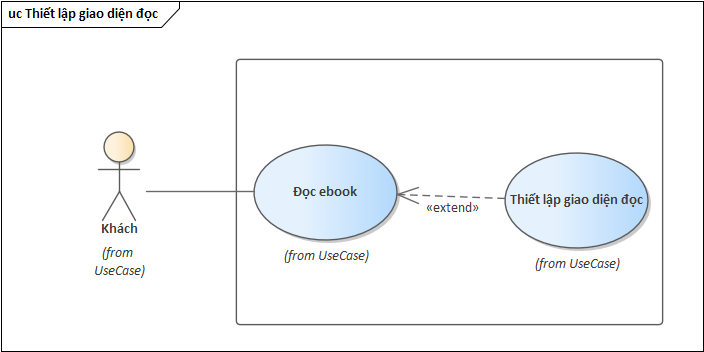 uc Thiết lập giao diện đọc
Khách
(from
UseCase)
Đọc ebook
(from UseCase)
«extend»
Thiết lập giao diện đọc
(from UseCase)